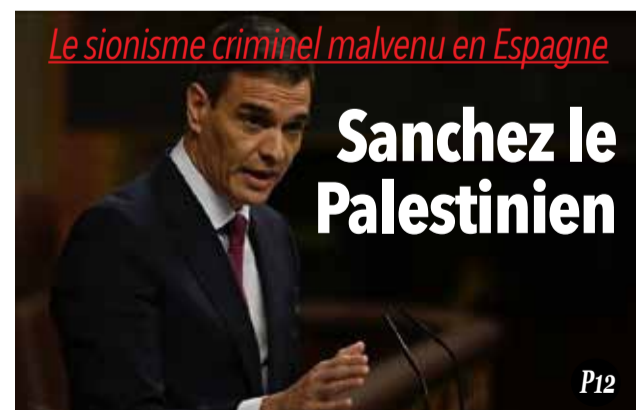 Le sionisme criminel malvenu en Espagne
Sanchez le
Palestinien
P12